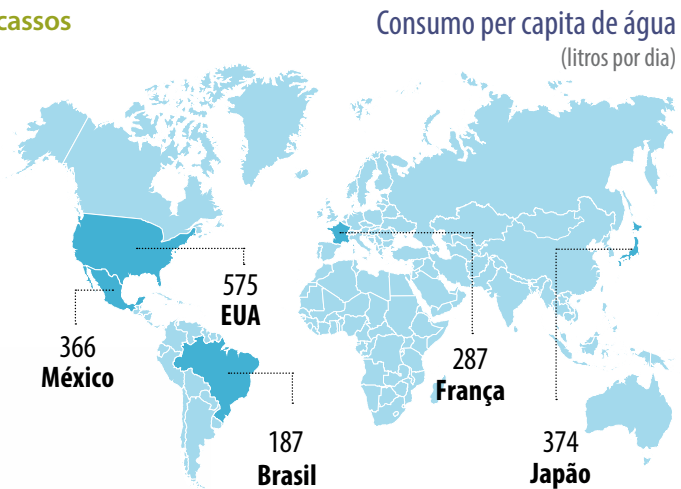 cassos
Consumo per capita de água
(litros por dia)
575
EUA
366
México
287
França
187
Brasil
374
Japão